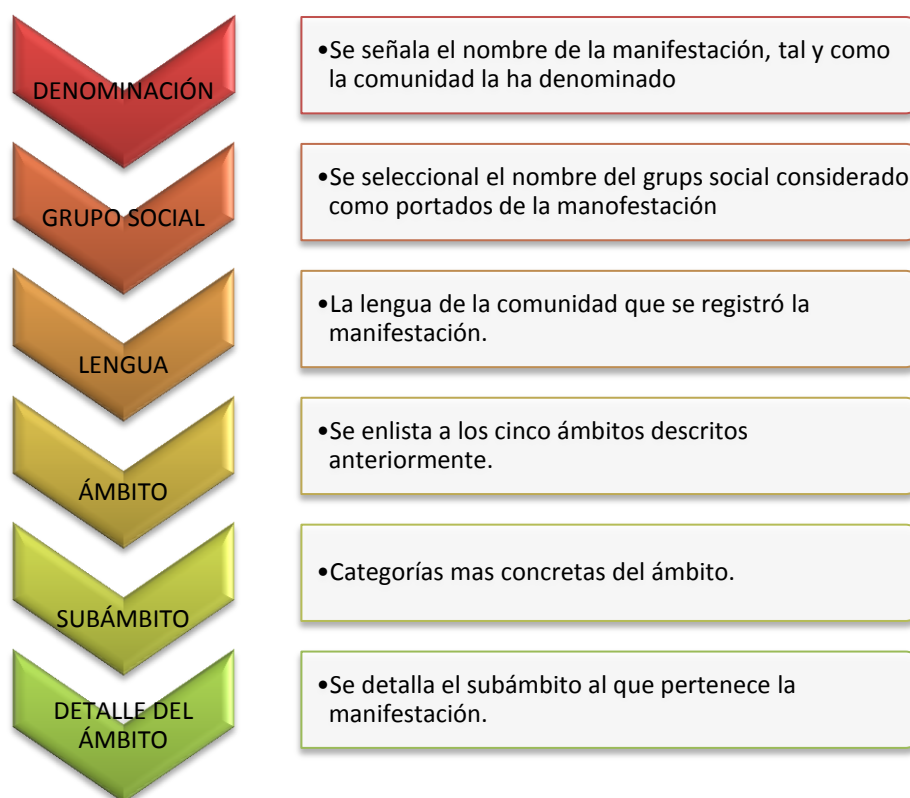 DENOMINACIÓN
•Se señala el nombre de la manifestación, tal y como
la comunidad la ha denominado
GRUPO SOCIAL
•Se seleccional el nombre del grups social considerado
como portados de la manofestación
LENGUA
•La lengua de la comunidad que se registró la
manifestación.
ÁMBITO
•Se enlista a los cinco ámbitos descritos
anteriormente.
SUBÁMBITO
•Categorías mas concretas del ámbito.
DETALLE DEL
ÁMBITO
•Se detalla el subámbito al que pertenece la
manifestación.